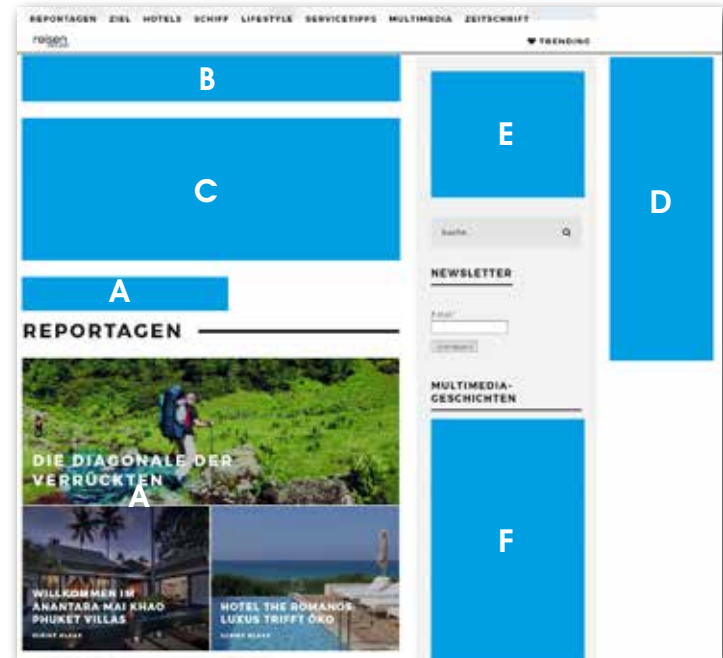 REPORTAGEN ZIEL HOTELS SCHIFF LIFESTYLE SERVICETIPPS MULTIMEDIA ZEITSCHRIFT
reisen
TRENDING
B
C
A
REPORTAGEN
DIE DIAGONALE DER
VERRÜCKTEN
A
WILLKOMMEN IM
ANANTARA MAI KHAO
PHUKET VILLAS
HOTEL THE ROMANOS
LUXUS TRIFFT ÖKO
E
Suche
NEWSLETTER
E-Mail
MULTIMEDIA-
GESCHICHTEN
F
D